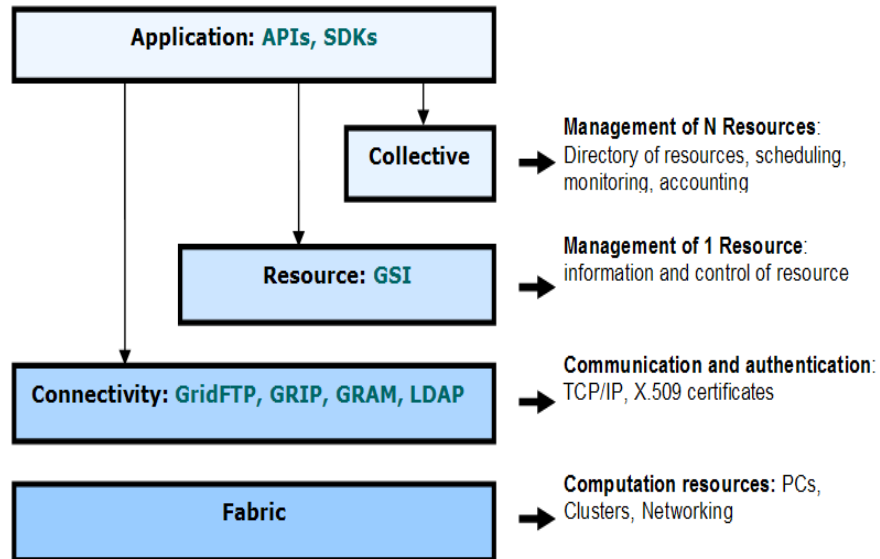 Application: APIs, SDKs
Collective
Management of N Resources:
Directory of resources, scheduling,
monitoring, accounting
Resource: GSI
Management of 1 Resource:
information and control of resource
Connectivity: GridFTP, GRIP, GRAM, LDAP
Communication and authentication:
TCP/IP, X.509 certificates
Fabric
Computation resources: PCs,
Clusters, Networking